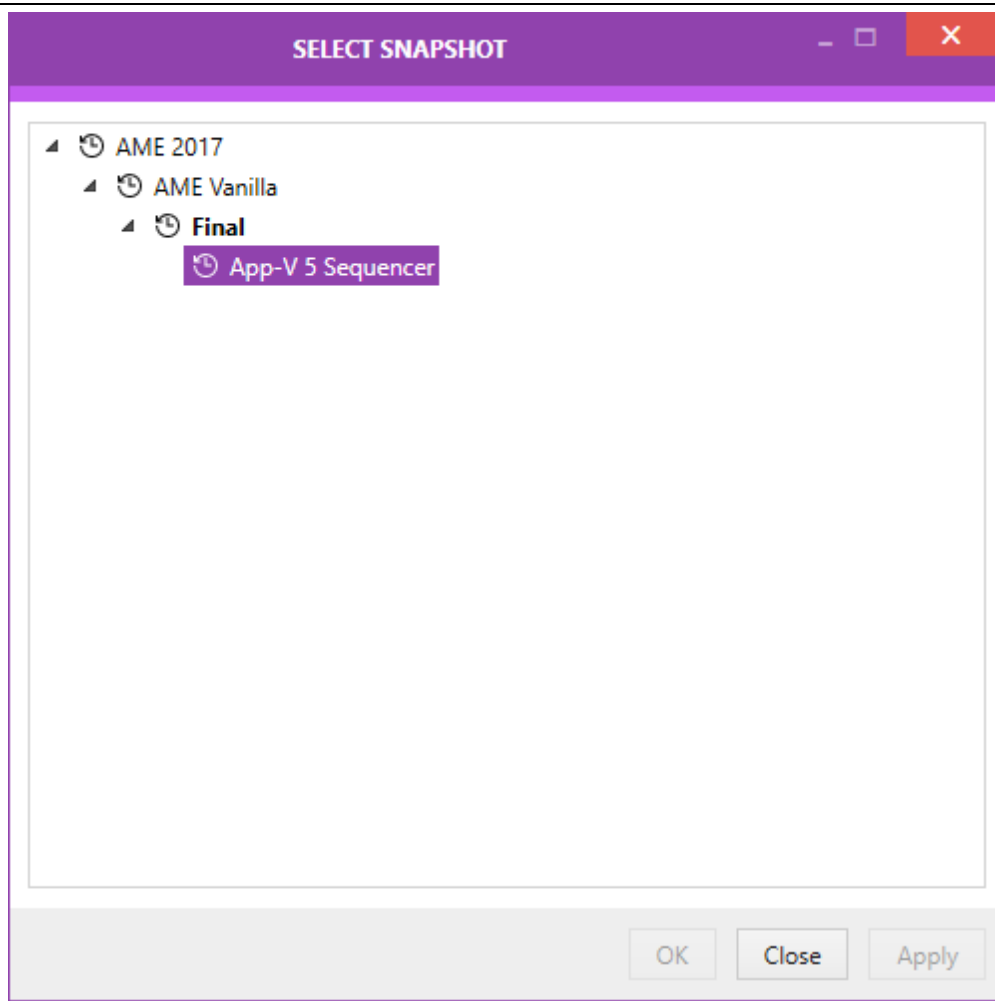 SELECT SNAPSHOT
AME 2017
AME Vanilla
Final
App-V 5 Sequencer
OK Close Apply